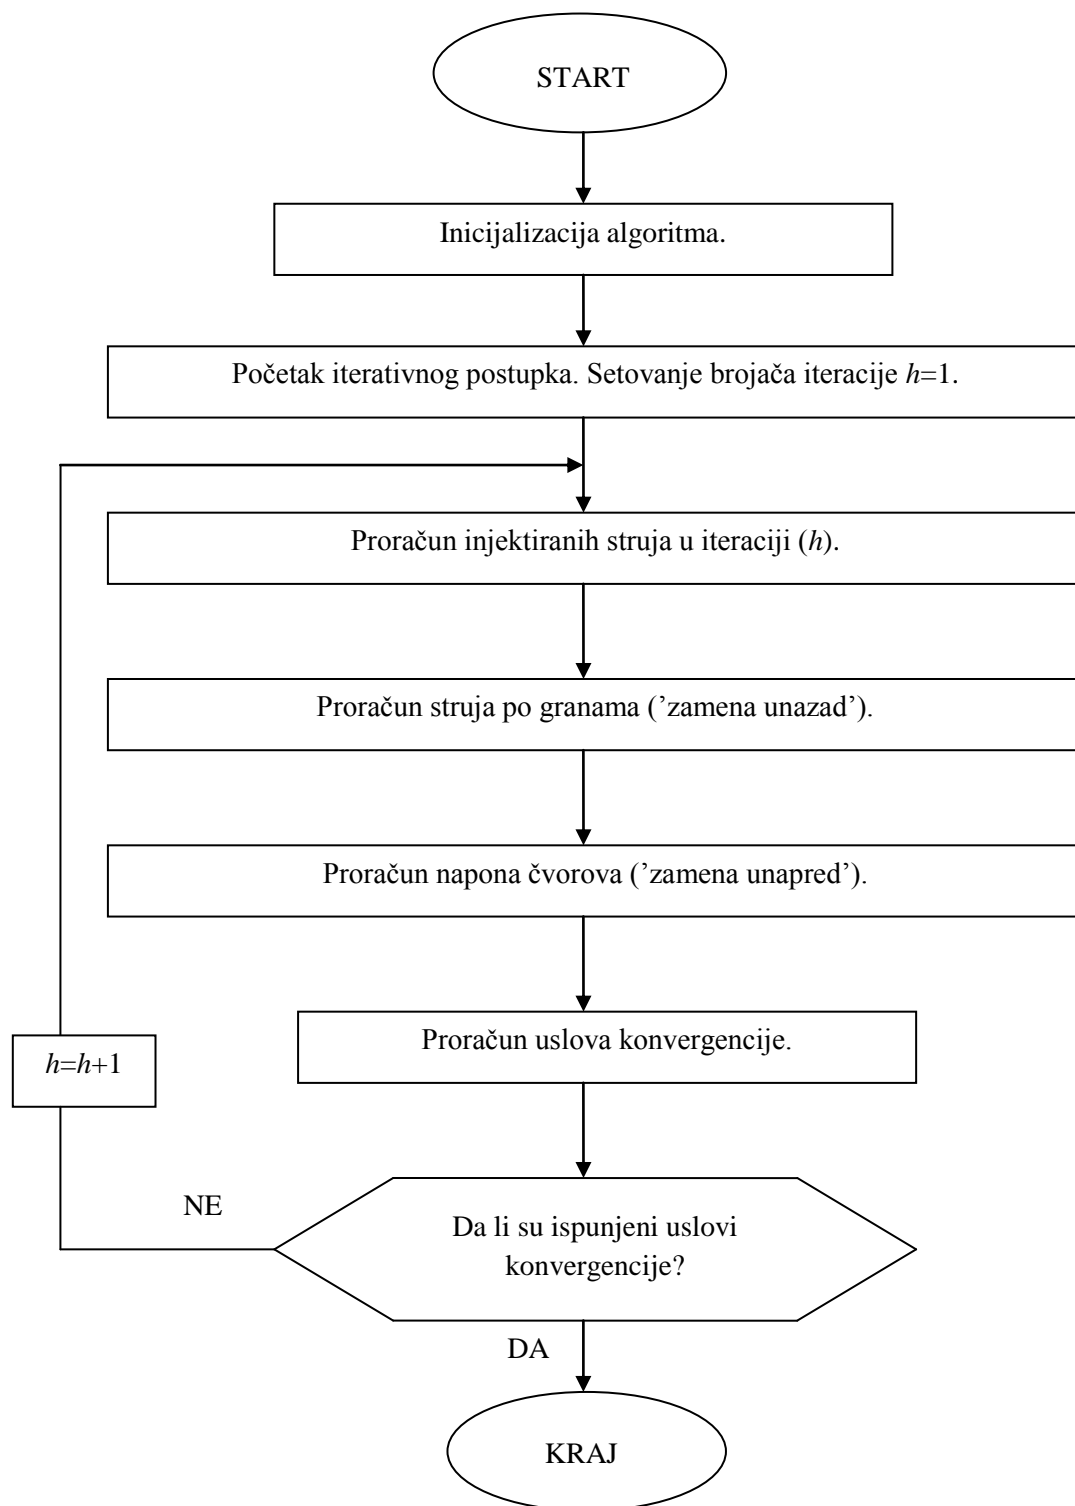 START
Inicijalizacija algoritma.
Početak iterativnog postupka. Setovanje brojača iteracije h=1.
Proračun injektiranih struja u iteraciji (h).
Proračun struja po granama (’zamena unazad’).
Proračun napona čvorova (’zamena unapred’).
Proračun uslova konvergencije.
h=h+1
NE
Da li su ispunjeni uslovi
konvergencije?
DA
KRAJ